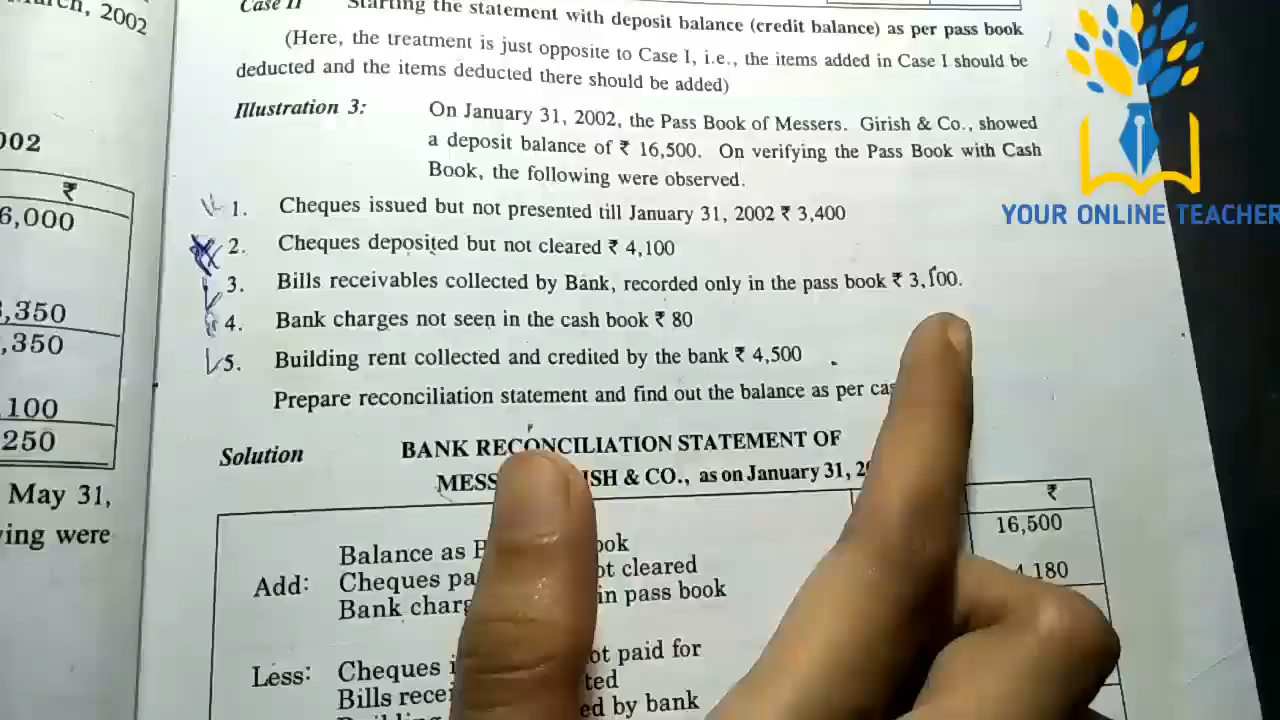 March, 2002
002
₹
6,000
,350
,350
100
250
May 31,
ing were
Case II Starting the statement with deposit balance (credit balance) as per pass book
(Here, the treatment is just opposite to Case I, i.e., the items added in Case I should be
deducted and the items deducted there should be added)
Illustration 3: On January 31, 2002, the Pass Book of Messers. Girish & Co., showed
a deposit balance of ₹ 16,500. On verifying the Pass Book with Cash
Book, the following were observed.
1. Cheques issued but not presented till January 31, 2002 ₹ 3,400
2. Cheques deposited but not cleared ₹ 4,100
3. Bills receivables collected by Bank, recorded only in the pass book ₹ 3,100.
4. Bank charges not seen in the cash book ₹ 80
5. Building rent collected and credited by the bank ₹ 4,500
Prepare reconciliation statement and find out the balance as per
Solution BANK RECONCILIATION STATEMENT OF
MESS ISH & CO., as on January 31,
₹
Balance as ook 16,500
Add: Cheques pa ot cleared 4,180
Bank charg in pass book
Less: Cheques ot paid for
Bills recei ted
ed by bank
YOUR ONLINE TEACHER